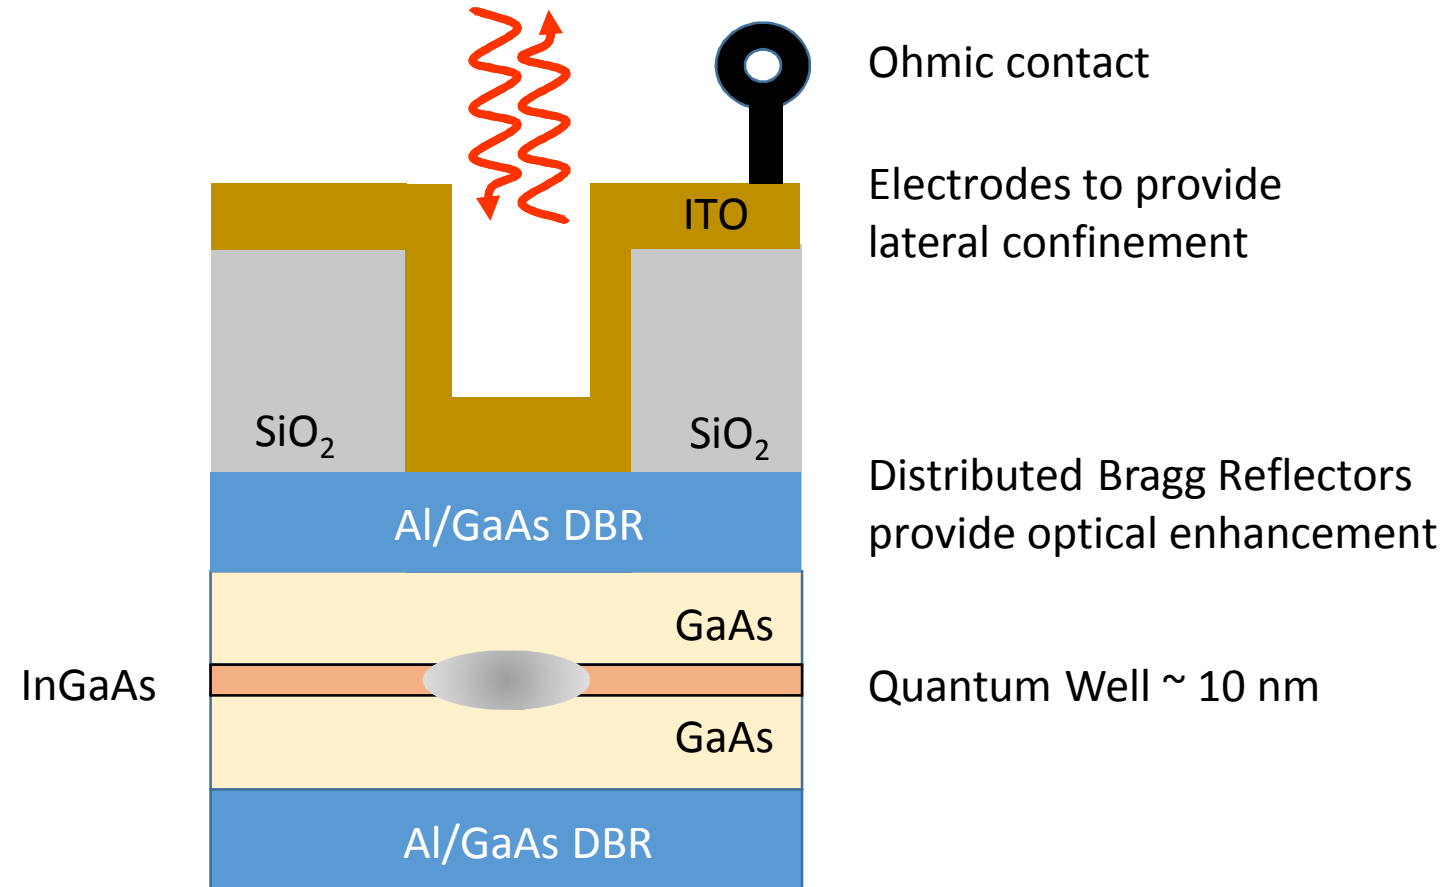 Ohmic contact
Electrodes to provide
lateral confinement
ITO
SiO₂
SiO₂
Distributed Bragg Reflectors
provide optical enhancement
Al/GaAs DBR
GaAs
InGaAs
Quantum Well ~ 10 nm
GaAs
Al/GaAs DBR